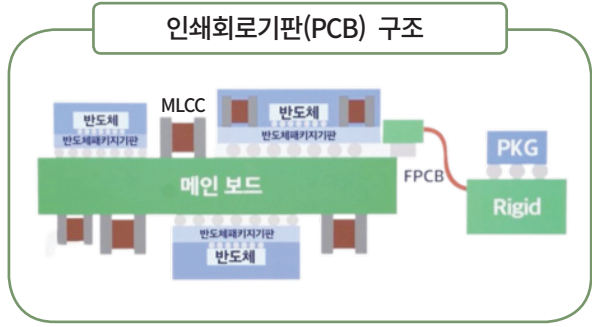 인쇄회로기판(PCB) 구조
MLCC
반도체
반도체패키지기판
반도체
반도체패키지기판
메인 보드
FPCB
PKG
Rigid
반도체패키지기판
반도체